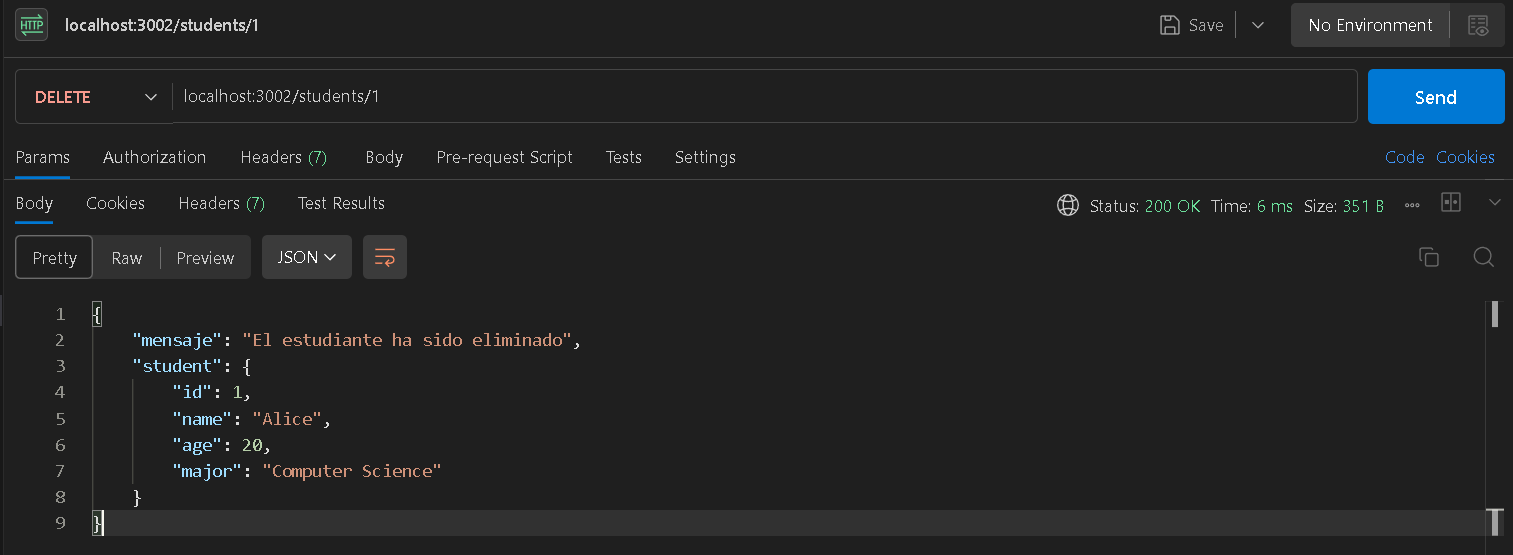 HTTP localhost:3002/students/1 Save No Environment
DELETE localhost:3002/students/1 Send
Params Authorization Headers (7) Body Pre-request Script Tests Settings Code Cookies
Body Cookies Headers (7) Test Results Status: 200 OK Time: 6 ms Size: 351 B
Pretty Raw Preview JSON
1 {
2 "mensaje": "El estudiante ha sido eliminado",
3 "student": {
4 "id": 1,
5 "name": "Alice",
6 "age": 20,
7 "major": "Computer Science"
8 }
9 }